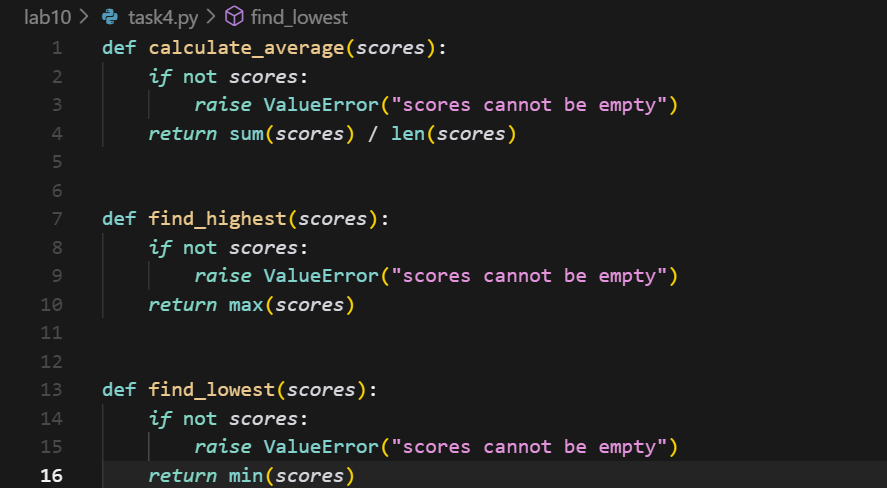 lab10 > task4.py > find_lowest
1 def calculate_average(scores):
2     if not scores:
3         raise ValueError("scores cannot be empty")
4     return sum(scores) / len(scores)
5
6
7 def find_highest(scores):
8     if not scores:
9         raise ValueError("scores cannot be empty")
10     return max(scores)
11
12
13 def find_lowest(scores):
14     if not scores:
15         raise ValueError("scores cannot be empty")
16     return min(scores)